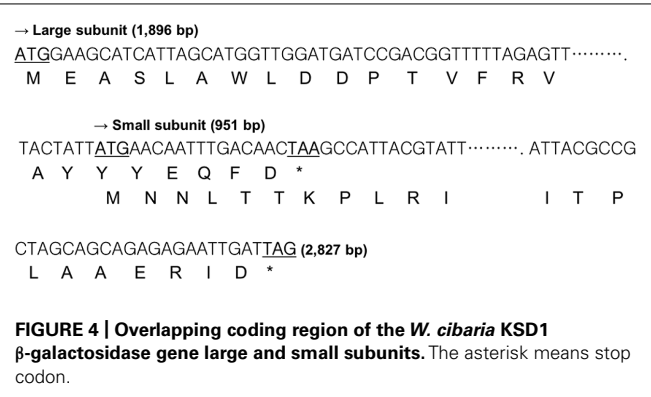 → Large subunit (1,896 bp)
ATGGAAGCATCATTAGCATGGTTGGATGATCCGACGGTTTTTAGAGTT⋯⋯⋯.
M E A S L A W L D D P T V F R V
→ Small subunit (951 bp)
TACTATTATGAACAATTTGACAACTAAGCCATTACGTATT⋯⋯⋯. ATTACGCCG
A Y Y Y E Q F D *
M N N L T T K P L R I I T P
CTAGCAGCAGAGAGAATTGATTAG (2,827 bp)
L A A E R I D *
FIGURE 4 | Overlapping coding region of the W. cibaria KSD1
β-galactosidase gene large and small subunits. The asterisk means stop
codon.